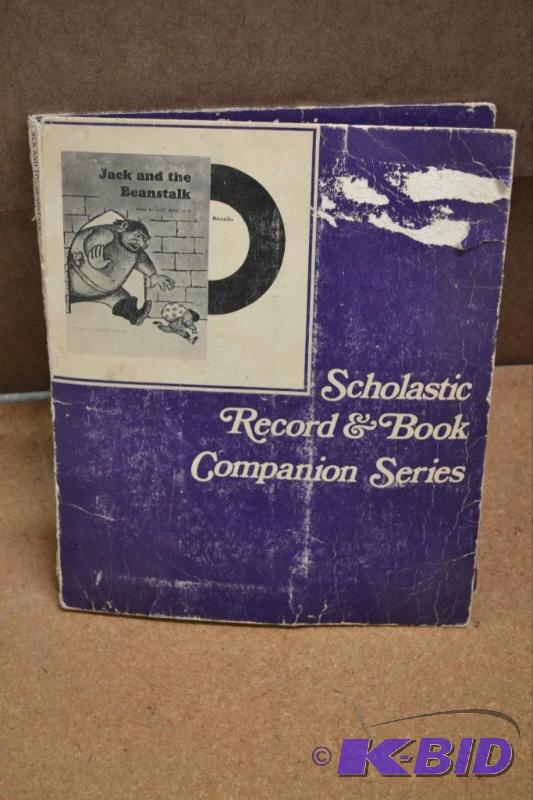 Jack and the
Beanstalk
Scholastic
Record & Book
Companion Series
© K-BID